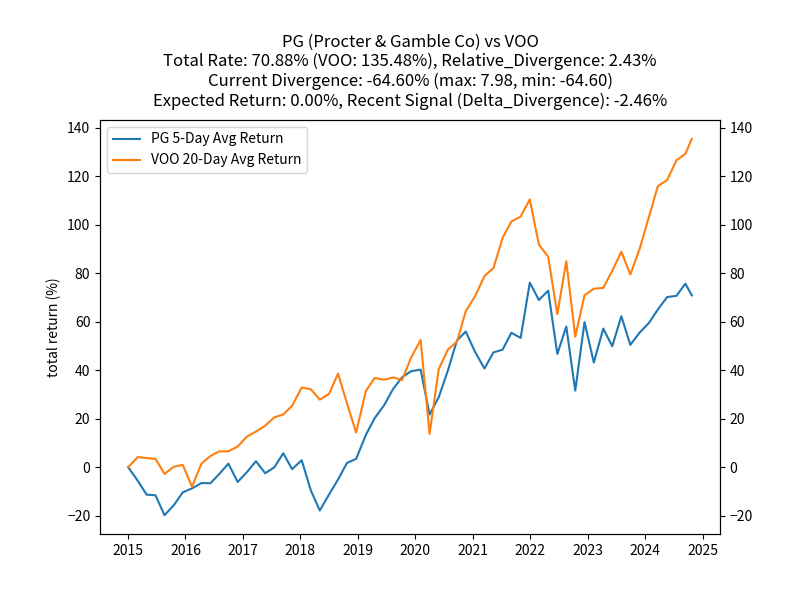 PG (Procter & Gamble Co) vs VOO
Total Rate: 70.88% (VOO: 135.48%), Relative_Divergence: 2.43%
Current Divergence: -64.60% (max: 7.98, min: -64.60)
Expected Return: 0.00%, Recent Signal (Delta_Divergence): -2.46%
PG 5-Day Avg Return
VOO 20-Day Avg Return
total return (%)
140
120
100
80
60
40
20
0
−20
140
120
100
80
60
40
20
0
−20
2015 2016 2017 2018 2019 2020 2021 2022 2023 2024 2025